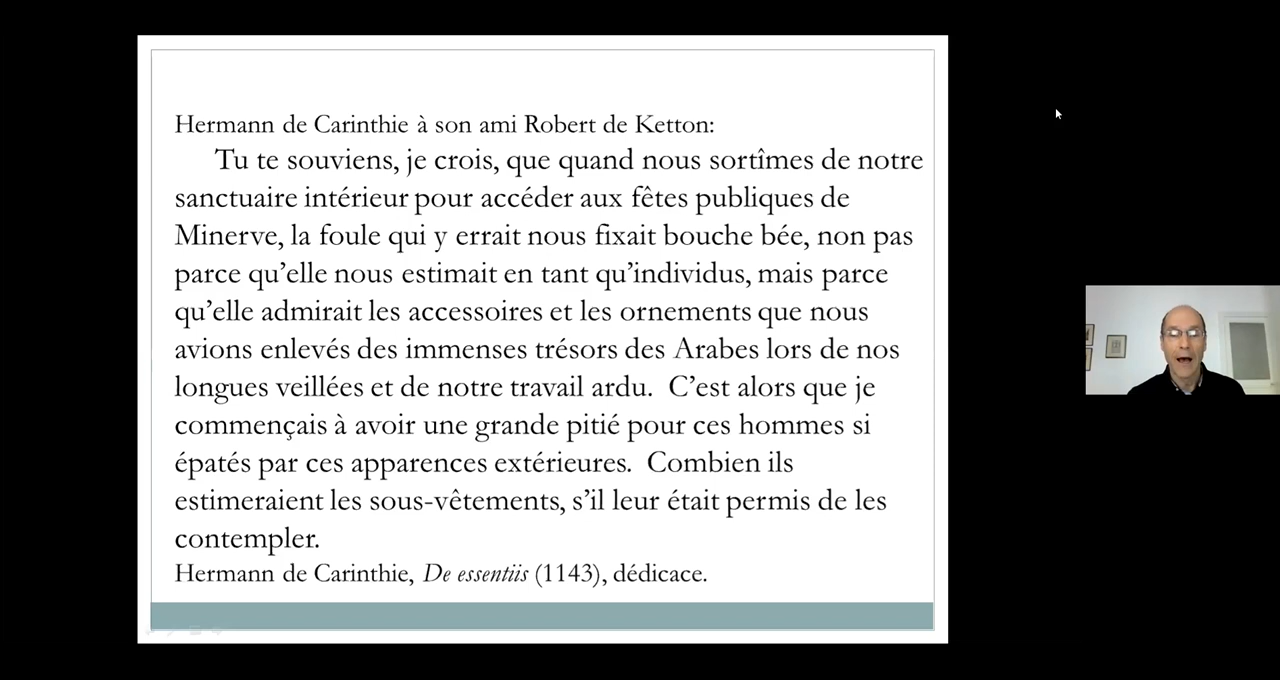 Hermann de Carinthie à son ami Robert de Ketton:
Tu te souviens, je crois, que quand nous sortîmes de notre
sanctuaire intérieur pour accéder aux fêtes publiques de
Minerve, la foule qui y errait nous fixait bouche bée, non pas
parce qu’elle nous estimait en tant qu’individus, mais parce
qu’elle admirait les accessoires et les ornements que nous
avions enlevés des immenses trésors des Arabes lors de nos
longues veillées et de notre travail ardu.  C’est alors que je
commençais à avoir une grande pitié pour ces hommes si
épatés par ces apparences extérieures.  Combien ils
estimeraient les sous-vêtements, s’il leur était permis de les
contempler.
Hermann de Carinthie, De essentiis (1143), dédicace.